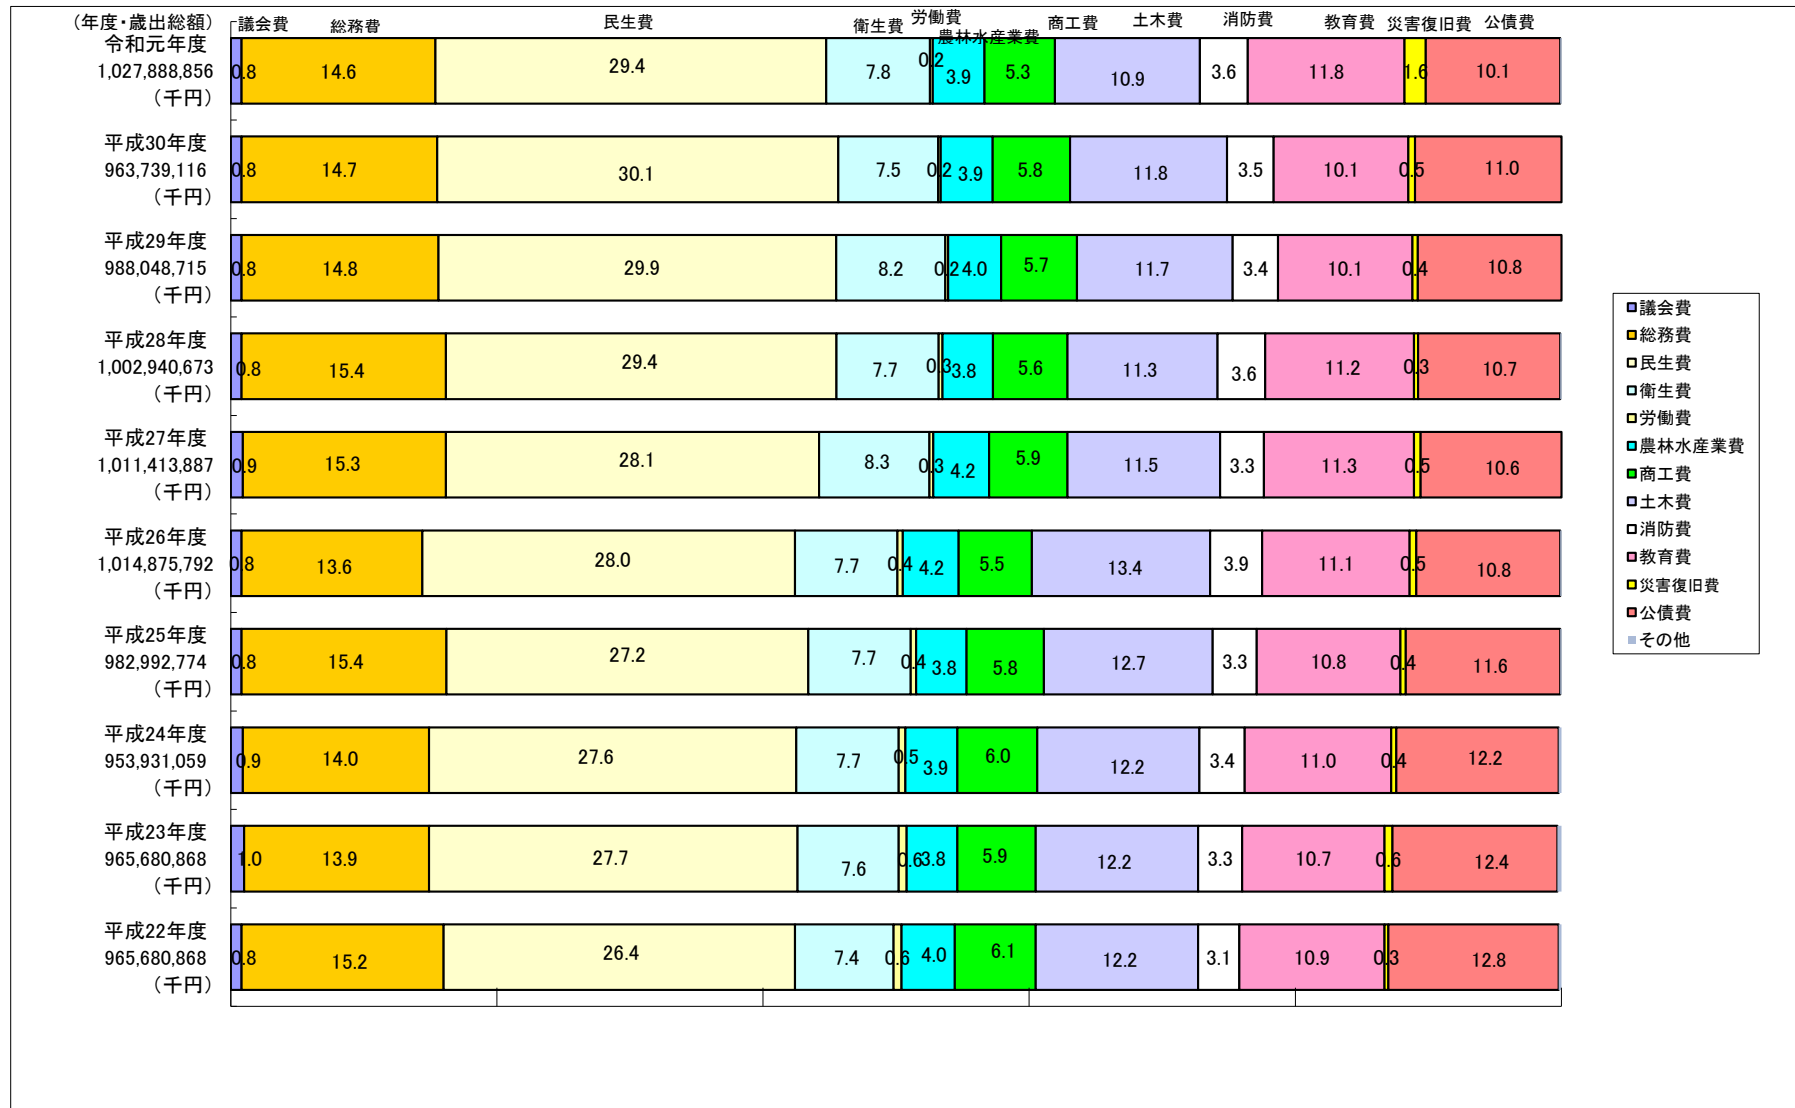 (年度・歳出総額)
議会費 総務費 民生費 衛生費 労働費 農林水産業費 商工費 土木費 消防費 教育費 災害復旧費 公債費
令和元年度
1,027,888,856
(千円)
0.8 14.6 29.4 7.8 0.2 3.9 5.3 10.9 3.6 11.8 1.6 10.1
平成30年度
963,739,116
(千円)
0.8 14.7 30.1 7.5 0.2 3.9 5.8 11.8 3.5 10.1 0.5 11.0
平成29年度
988,048,715
(千円)
0.8 14.8 29.9 8.2 0.2 4.0 5.7 11.7 3.4 10.1 0.4 10.8
平成28年度
1,002,940,673
(千円)
0.8 15.4 29.4 7.7 0.3 3.8 5.6 11.3 3.6 11.2 0.3 10.7
平成27年度
1,011,413,887
(千円)
0.9 15.3 28.1 8.3 0.3 4.2 5.9 11.5 3.3 11.3 0.5 10.6
平成26年度
1,014,875,792
(千円)
0.8 13.6 28.0 7.7 0.4 4.2 5.5 13.4 3.9 11.1 0.5 10.8
平成25年度
982,992,774
(千円)
0.8 15.4 27.2 7.7 0.4 3.8 5.8 12.7 3.3 10.8 0.4 11.6
平成24年度
953,931,059
(千円)
0.9 14.0 27.6 7.7 0.5 3.9 6.0 12.2 3.4 11.0 0.4 12.2
平成23年度
965,680,868
(千円)
1.0 13.9 27.7 7.6 0.6 3.8 5.9 12.2 3.3 10.7 0.6 12.4
平成22年度
965,680,868
(千円)
0.8 15.2 26.4 7.4 0.6 4.0 6.1 12.2 3.1 10.9 0.3 12.8
議会費
総務費
民生費
衛生費
労働費
農林水産業費
商工費
土木費
消防費
教育費
災害復旧費
公債費
その他